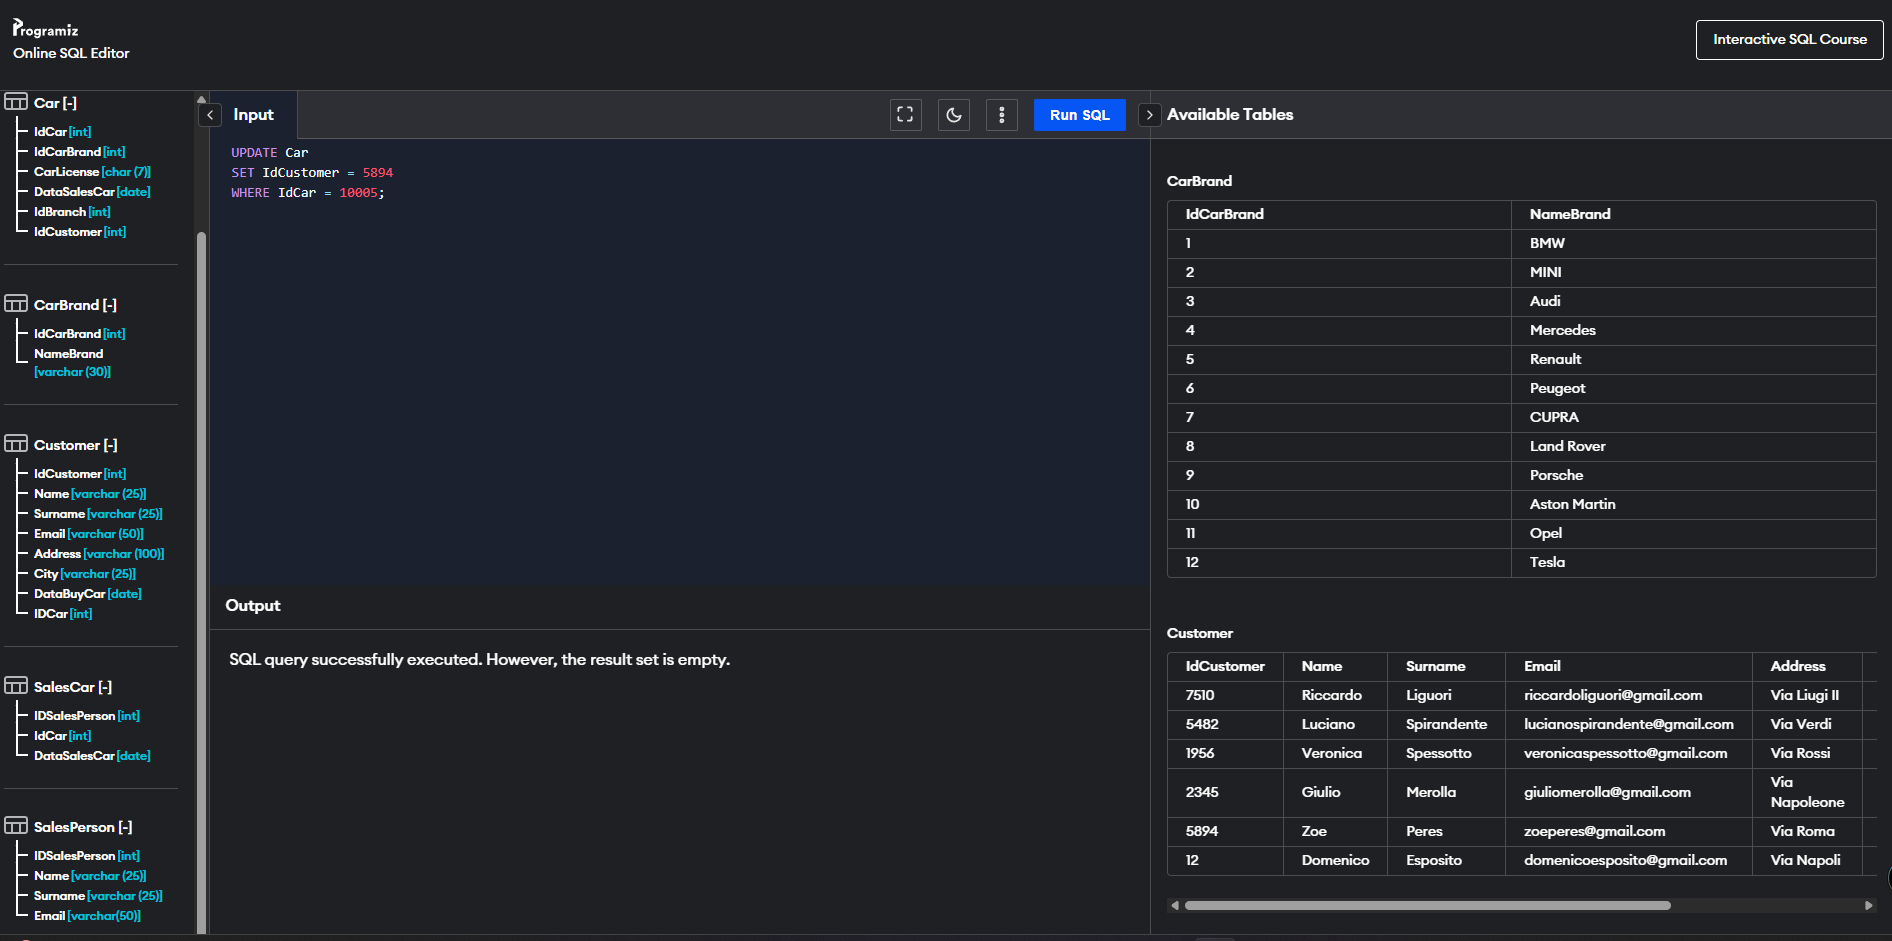 Programiz
Online SQL Editor
Interactive SQL Course
Car [-]
IdCar [int]
IdCarBrand [int]
CarLicense [char (7)]
DataSalesCar [date]
IdBranch [int]
IdCustomer [int]
CarBrand [-]
IdCarBrand [int]
NameBrand
[varchar (30)]
Customer [-]
IdCustomer [int]
Name [varchar (25)]
Surname [varchar (25)]
Email [varchar (50)]
Address [varchar (100)]
City [varchar (25)]
DataBuyCar [date]
IDCar [int]
SalesCar [-]
IDSalesPerson [int]
IdCar [int]
DataSalesCar [date]
SalesPerson [-]
IDSalesPerson [int]
Name [varchar (25)]
Surname [varchar (25)]
Email [varchar(50)]
Input
Run SQL
UPDATE Car
SET IdCustomer = 5894
WHERE IdCar = 10005;
Output
SQL query successfully executed. However, the result set is empty.
Available Tables
CarBrand
IdCarBrand NameBrand
1 BMW
2 MINI
3 Audi
4 Mercedes
5 Renault
6 Peugeot
7 CUPRA
8 Land Rover
9 Porsche
10 Aston Martin
11 Opel
12 Tesla
Customer
IdCustomer Name Surname Email Address
7510 Riccardo Liguori riccardoliguori@gmail.com Via Liugi II
5482 Luciano Spirandente lucianospirandente@gmail.com Via Verdi
1956 Veronica Spessotto veronicaspessotto@gmail.com Via Rossi
2345 Giulio Merolla giuliomerolla@gmail.com Via Napoleone
5894 Zoe Peres zoeperes@gmail.com Via Roma
12 Domenico Esposito domenicoesposito@gmail.com Via Napoli